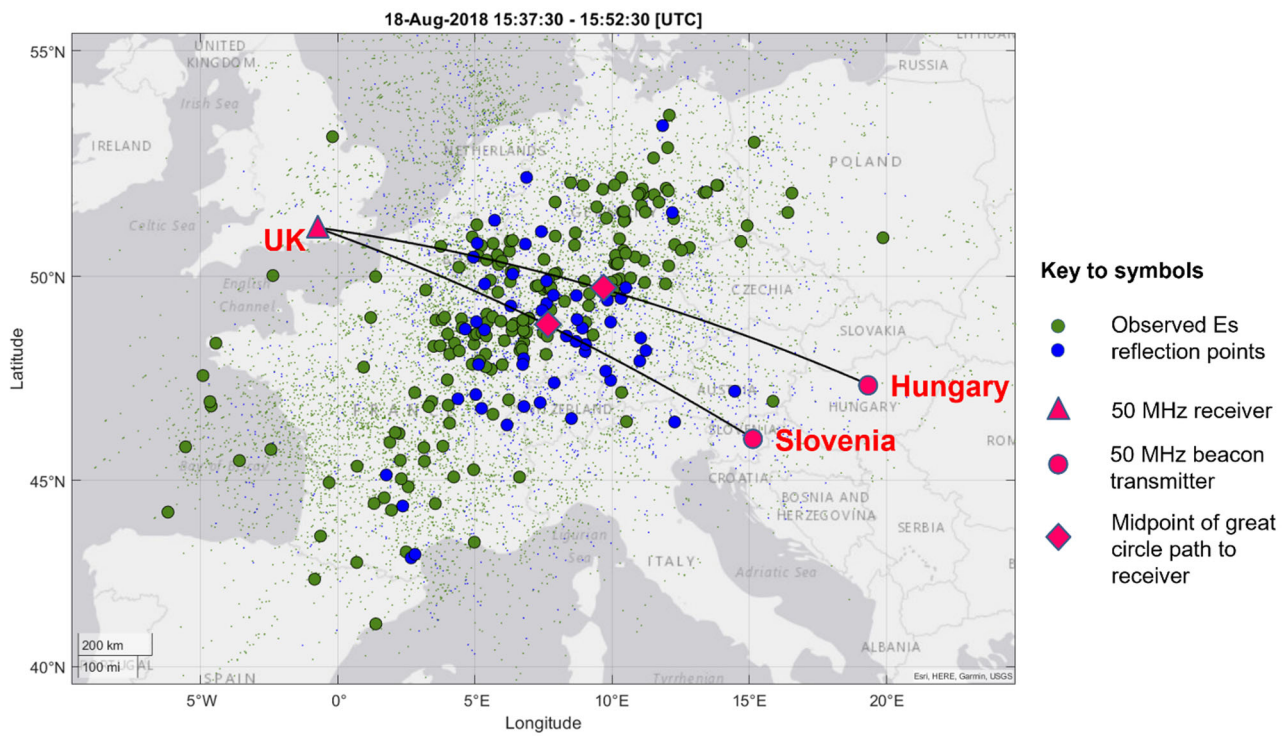 18-Aug-2018 15:37:30 - 15:52:30 [UTC]
55°N
50°N
45°N
40°N
Latitude
UNITED
KINGDOM
RUSSIA
Irish Sea
IRELAND
NETHERLANDS
POLAND
Celtic Sea
UK
English
Channel
CZECHIA
SLOVAKIA
Hungary
HUNGARY
AUSTRIA
Slovenia
CROATIA
BOSNIA AND
HERZEGOVINA
SERBIA
Ligurian
Sea
ITALY
Adriatic Sea
ALBANIA
200 km
100 mi
PORTUGAL
SPAIN
Tyrrhenian
Esri, HERE, Garmin, USGS
5°W
0°
5°E
10°E
15°E
20°E
Longitude
Key to symbols
Observed Es
reflection points
50 MHz receiver
50 MHz beacon
transmitter
Midpoint of great
circle path to
receiver